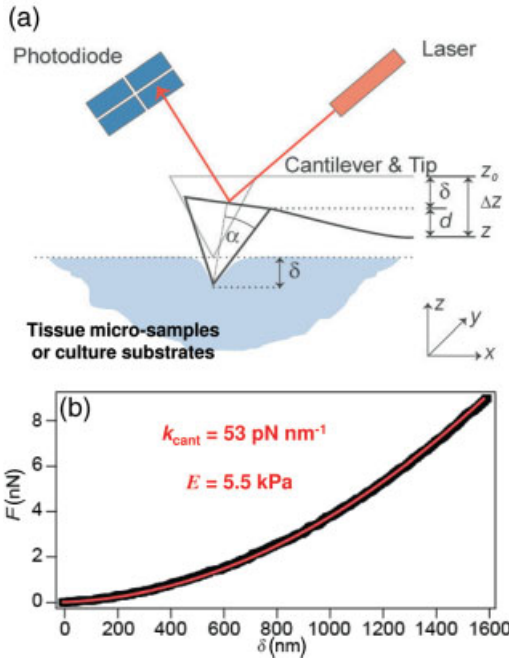 (a)
Photodiode
Laser
Cantilever & Tip
z₀
δ
Δz
d
z
α
δ
Tissue micro-samples
or culture substrates
z
y
x
(b)
k_cant = 53 pN nm⁻¹
E = 5.5 kPa
F(nN)
8
6
4
2
0
0 200 400 600 800 1000 1200 1400 1600
δ(nm)